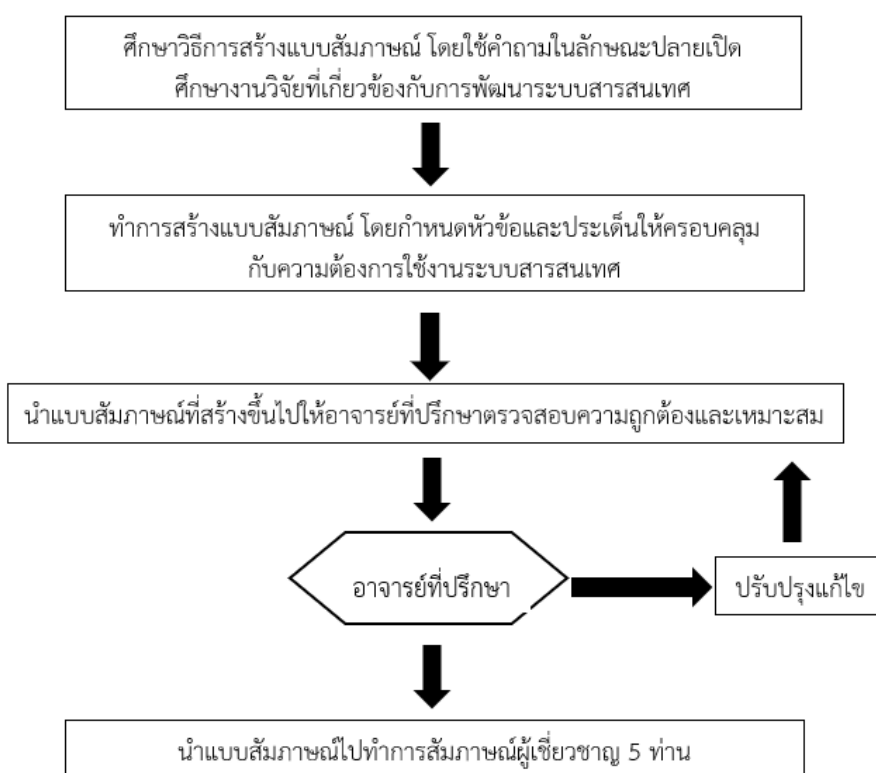 ศึกษาวิธีการสร้างแบบสัมภาษณ์ โดยใช้คำถามในลักษณะปลายเปิด
ศึกษางานวิจัยที่เกี่ยวข้องกับการพัฒนาระบบสารสนเทศ
ทำการสร้างแบบสัมภาษณ์ โดยกำหนดหัวข้อและประเด็นให้ครอบคลุม
กับความต้องการใช้งานระบบสารสนเทศ
นำแบบสัมภาษณ์ที่สร้างขึ้นไปให้อาจารย์ที่ปรึกษาตรวจสอบความถูกต้องและเหมาะสม
อาจารย์ที่ปรึกษา
ปรับปรุงแก้ไข
นำแบบสัมภาษณ์ไปทำการสัมภาษณ์ผู้เชี่ยวชาญ 5 ท่าน